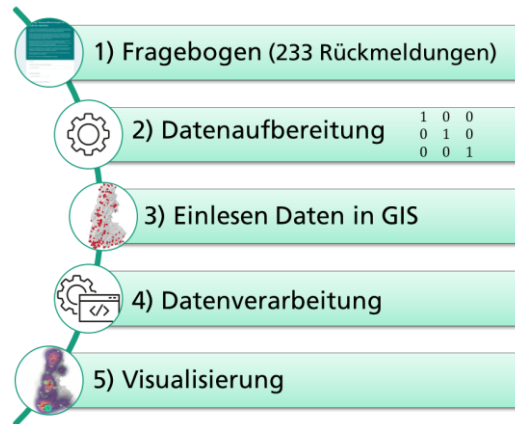 1) Fragebogen (233 Rückmeldungen)
2) Datenaufbereitung
1 0 0
0 1 0
0 0 1
3) Einlesen Daten in GIS
4) Datenverarbeitung
</>
5) Visualisierung